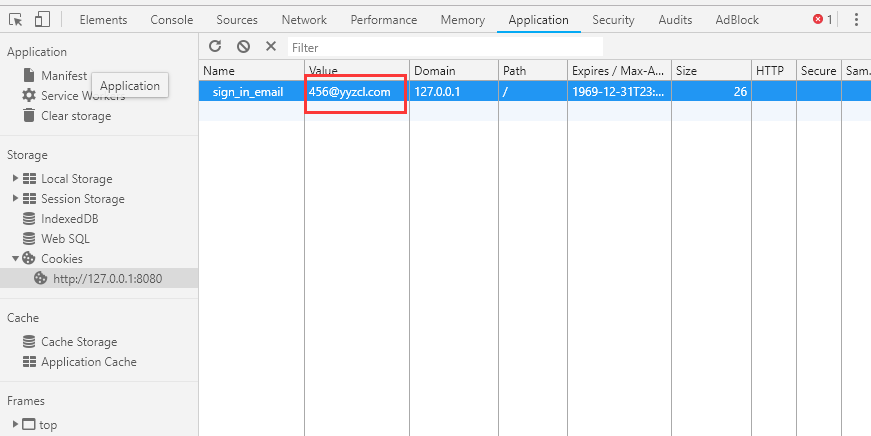 Elements Console Sources Network Performance Memory Application Security Audits AdBlock 1
Application
Manifest
Application
Service Workers
Clear storage
Storage
Local Storage
Session Storage
IndexedDB
Web SQL
Cookies
http://127.0.0.1:8080
Cache
Cache Storage
Application Cache
Frames
top
Filter
Name Value Domain Path Expires / Max-A... Size HTTP Secure Sam.
sign_in_email 456@yyzcl.com 127.0.0.1 / 1969-12-31T23:... 26